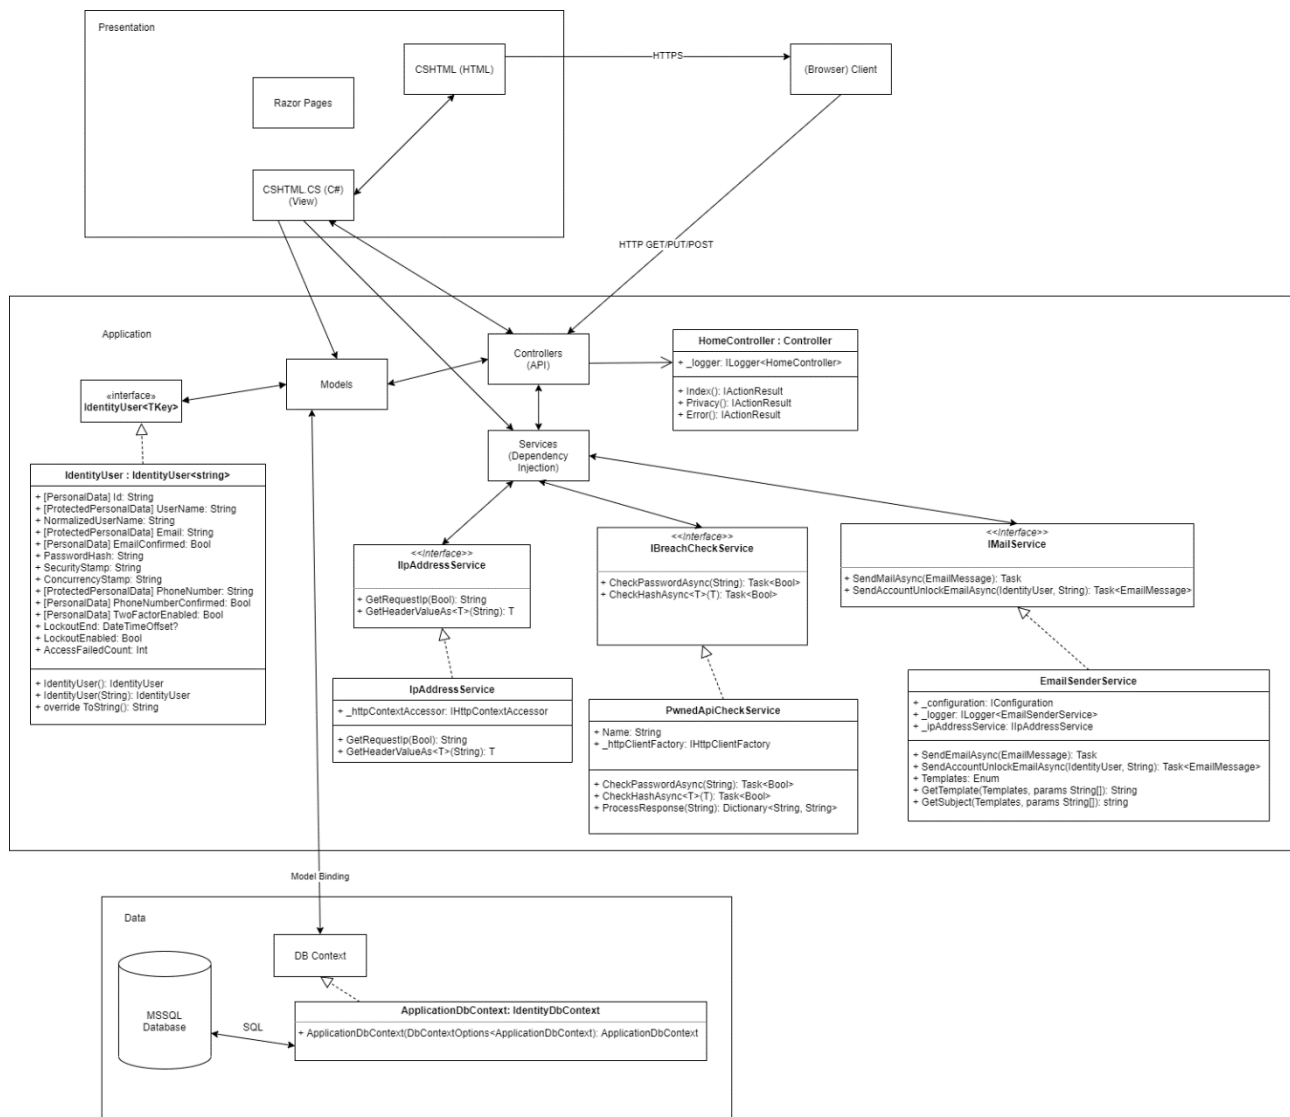 Presentation
CSHTML (HTML)
HTTPS
(Browser) Client
Razor Pages
CSHTML.CS (C#)
(View)
HTTP GET/PUT/POST
Application
Controllers
(API)
HomeController : Controller
+ _logger: ILogger<HomeController>
+ Index(): IActionResult
+ Privacy(): IActionResult
+ Error(): IActionResult
Models
«interface»
IdentityUser<TKey>
Services
(Dependency
Injection)
IdentityUser : IdentityUser<string>
+ [PersonalData] Id: String
+ [ProtectedPersonalData] UserName: String
+ NormalizedUserName: String
+ [ProtectedPersonalData] Email: String
+ [PersonalData] EmailConfirmed: Bool
+ PasswordHash: String
+ SecurityStamp: String
+ ConcurrencyStamp: String
+ [ProtectedPersonalData] PhoneNumber: String
+ [PersonalData] PhoneNumberConfirmed: Bool
+ [PersonalData] TwoFactorEnabled: Bool
+ LockoutEnd: DateTimeOffset?
+ LockoutEnabled: Bool
+ AccessFailedCount: Int
+ IdentityUser(): IdentityUser
+ IdentityUser(String): IdentityUser
+ override ToString(): String
<<interface>>
IIpAddressService
+ GetRequestIp(Bool): String
+ GetHeaderValueAs<T>(String): T
<<interface>>
IBreachCheckService
+ CheckPasswordAsync(String): Task<Bool>
+ CheckHashAsync<T>(T): Task<Bool>
<<interface>>
IMailService
+ SendMailAsync(EmailMessage): Task
+ SendAccountUnlockEmailAsync(IdentityUser, String): Task<EmailMessage>
IpAddressService
+ _httpContextAccessor: IHttpContextAccessor
+ GetRequestIp(Bool): String
+ GetHeaderValueAs<T>(String): T
PwnedApiCheckService
+ Name: String
+ _httpClientFactory: IHttpClientFactory
+ CheckPasswordAsync(String): Task<Bool>
+ CheckHashAsync<T>(T): Task<Bool>
+ ProcessResponse(String): Dictionary<String, String>
EmailSenderService
+ _configuration: IConfiguration
+ _logger: ILogger<EmailSenderService>
+ _ipAddressService: IIpAddressService
+ SendEmailAsync(EmailMessage): Task
+ SendAccountUnlockEmailAsync(IdentityUser, String): Task<EmailMessage>
+ Templates: Enum
+ GetTemplate(Templates, params String[]): String
+ GetSubject(Templates, params String[]): string
Model Binding
Data
DB Context
MSSQL
Database
SQL
ApplicationDbContext: IdentityDbContext
+ ApplicationDbContext(DbContextOptions<ApplicationDbContext): ApplicationDbContext